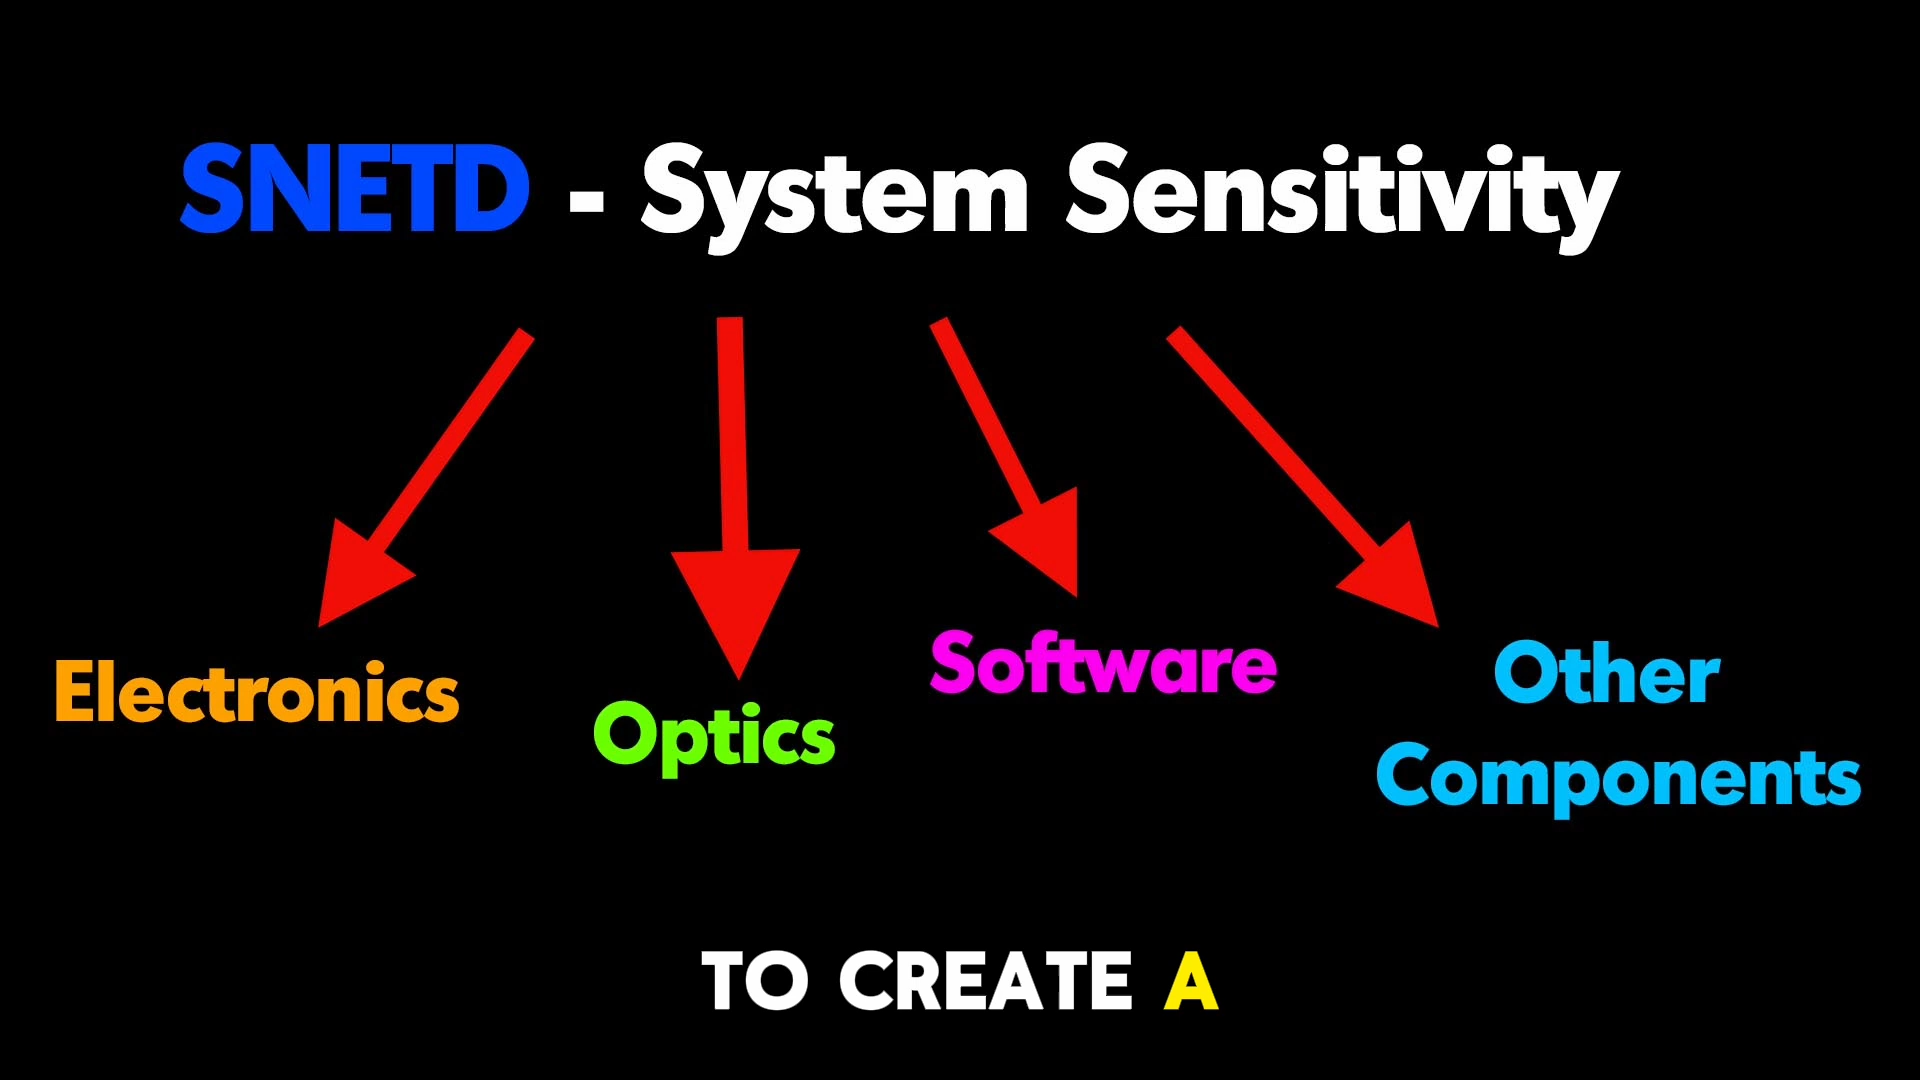 SNETD - System Sensitivity
Electronics
Optics
Software
Other
Components
TO CREATE A